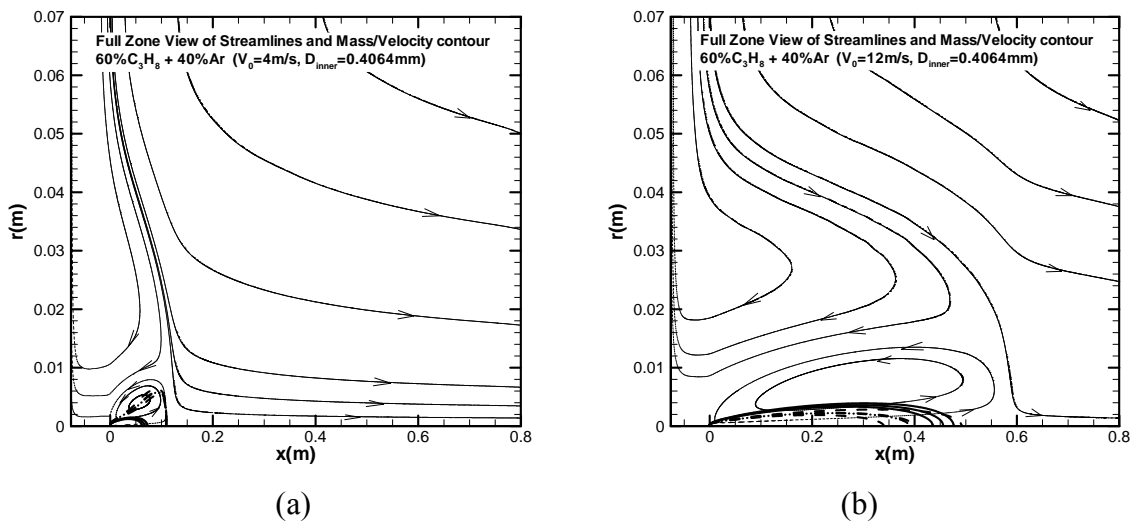 Full Zone View of Streamlines and Mass/Velocity contour
60%C₃H₈ + 40%Ar (V₀=4m/s, D_inner=0.4064mm)
0.07
0.06
0.05
0.04
0.03
0.02
0.01
0
r(m)
0 0.2 0.4 0.6 0.8
x(m)
(a)
Full Zone View of Streamlines and Mass/Velocity contour
60%C₃H₈ + 40%Ar (V₀=12m/s, D_inner=0.4064mm)
0.07
0.06
0.05
0.04
0.03
0.02
0.01
0
r(m)
0 0.2 0.4 0.6 0.8
x(m)
(b)